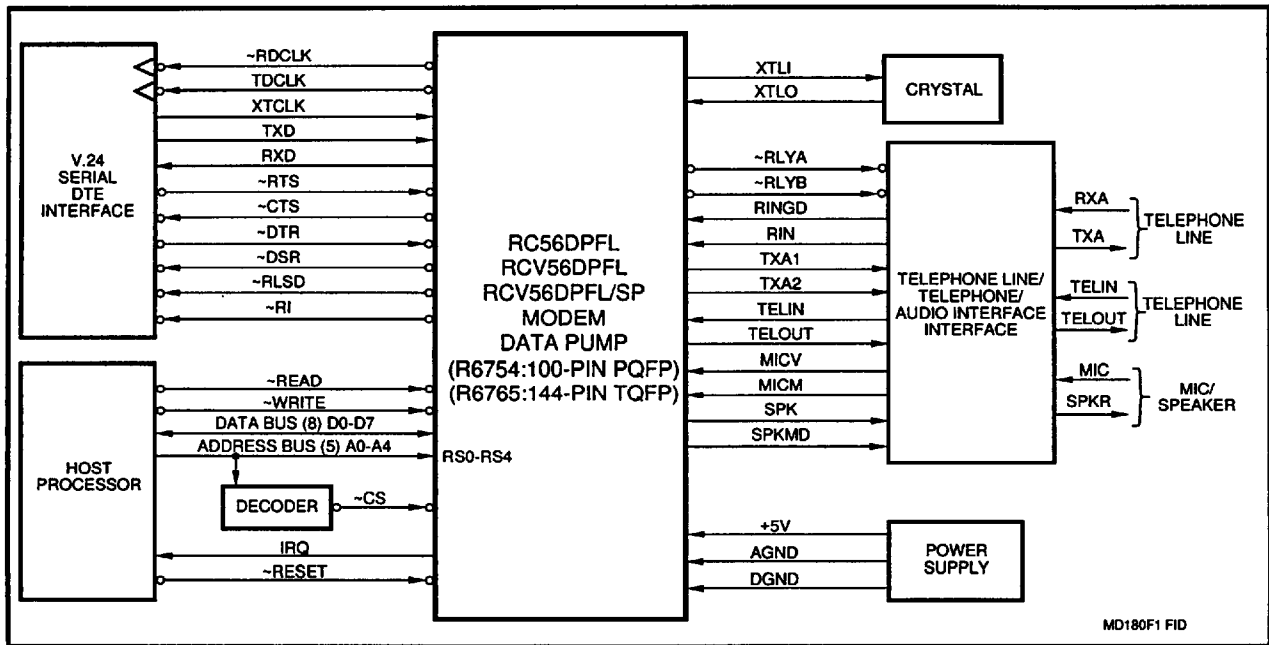 ~RDCLK
TDCLK
XTCLK
TXD
RXD
~RTS
~CTS
~DTR
~DSR
~RLSD
~RI
V.24
SERIAL
DTE
INTERFACE
~READ
~WRITE
DATA BUS (8) D0-D7
ADDRESS BUS (5) A0-A4
RS0-RS4
HOST
PROCESSOR
DECODER
~CS
IRQ
~RESET
RC56DPFL
RCV56DPFL
RCV56DPFL/SP
MODEM
DATA PUMP
(R6754:100-PIN PQFP)
(R6765:144-PIN TQFP)
XTLI
XTLO
CRYSTAL
~RLYA
~RLYB
RINGD
RIN
TXA1
TXA2
TELIN
TELOUT
MICV
MICM
SPK
SPKMD
TELEPHONE LINE/
TELEPHONE/
AUDIO INTERFACE
INTERFACE
RXA
TXA
TELEPHONE
LINE
TELIN
TELOUT
TELEPHONE
LINE
MIC
SPKR
MIC/
SPEAKER
+5V
AGND
DGND
POWER
SUPPLY
MD180F1 FID